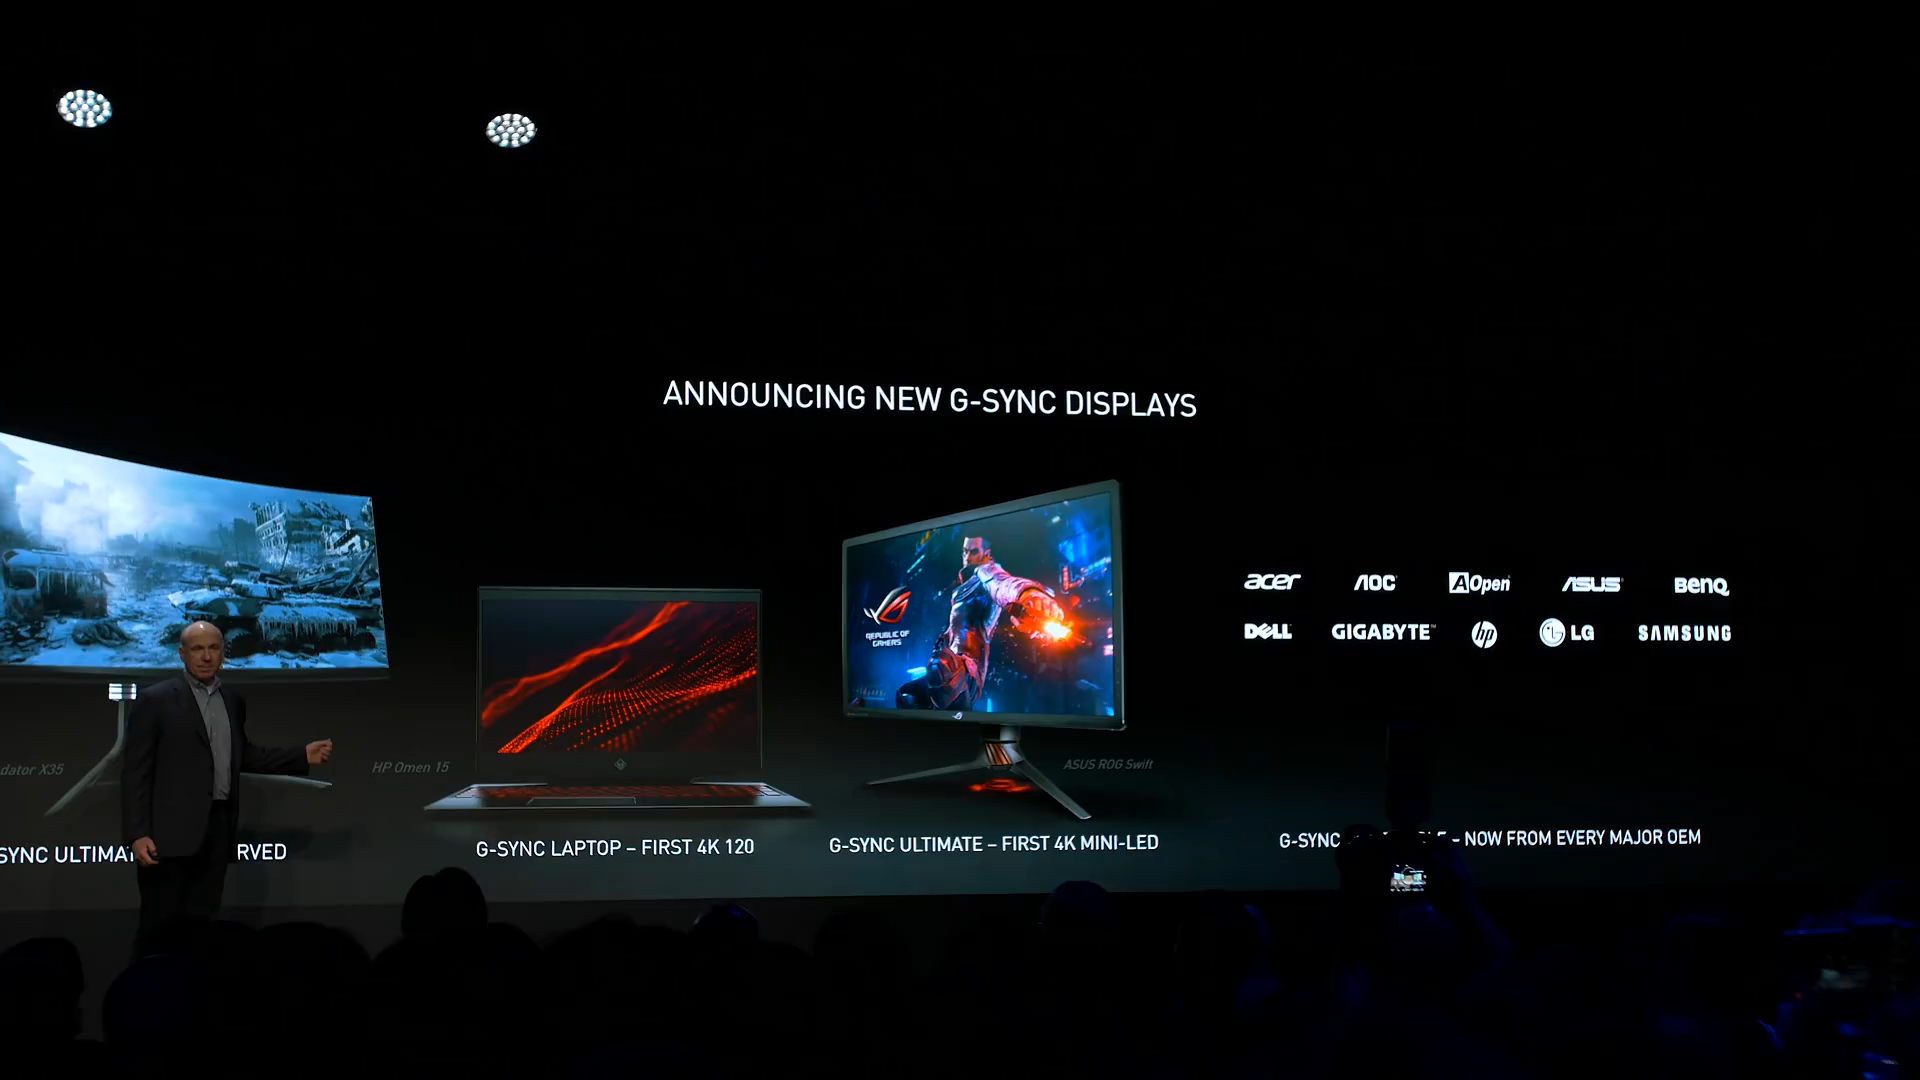 ANNOUNCING NEW G-SYNC DISPLAYS
acer AOC AOpen ASUS BenQ
DELL GIGABYTE™ hp LG SAMSUNG
REPUBLIC OF
GAMERS
dator X35
HP Omen 15
ASUS ROG Swift
SYNC ULTIMA RVED
G-SYNC LAPTOP – FIRST 4K 120
G-SYNC ULTIMATE – FIRST 4K MINI-LED
G-SYNC – NOW FROM EVERY MAJOR OEM